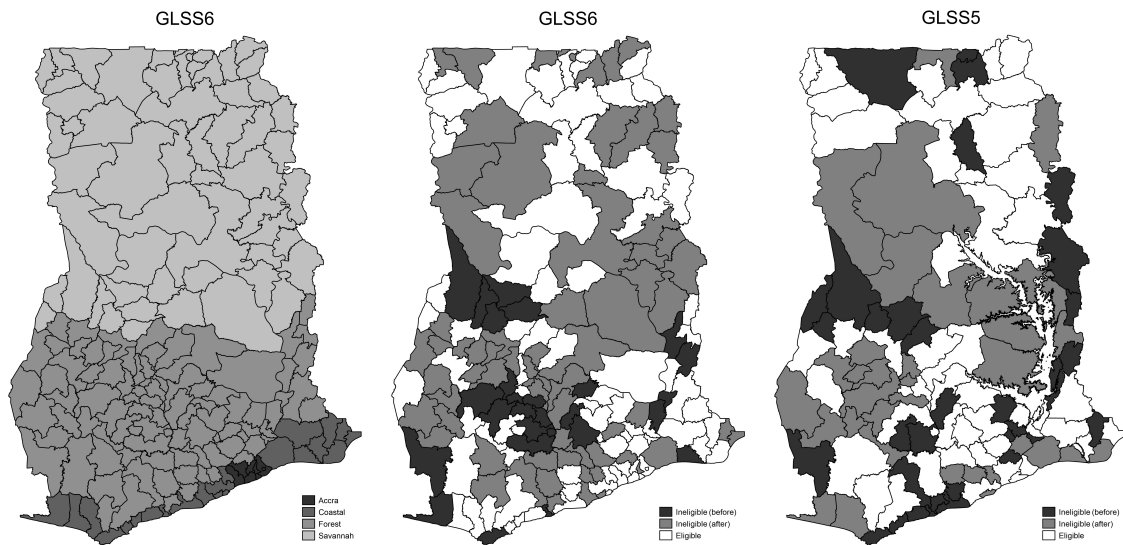 GLSS6
GLSS6
GLSS5
Accra
Coastal
Forest
Savannah
Ineligible (before)
Ineligible (after)
Eligible
Ineligible (before)
Ineligible (after)
Eligible